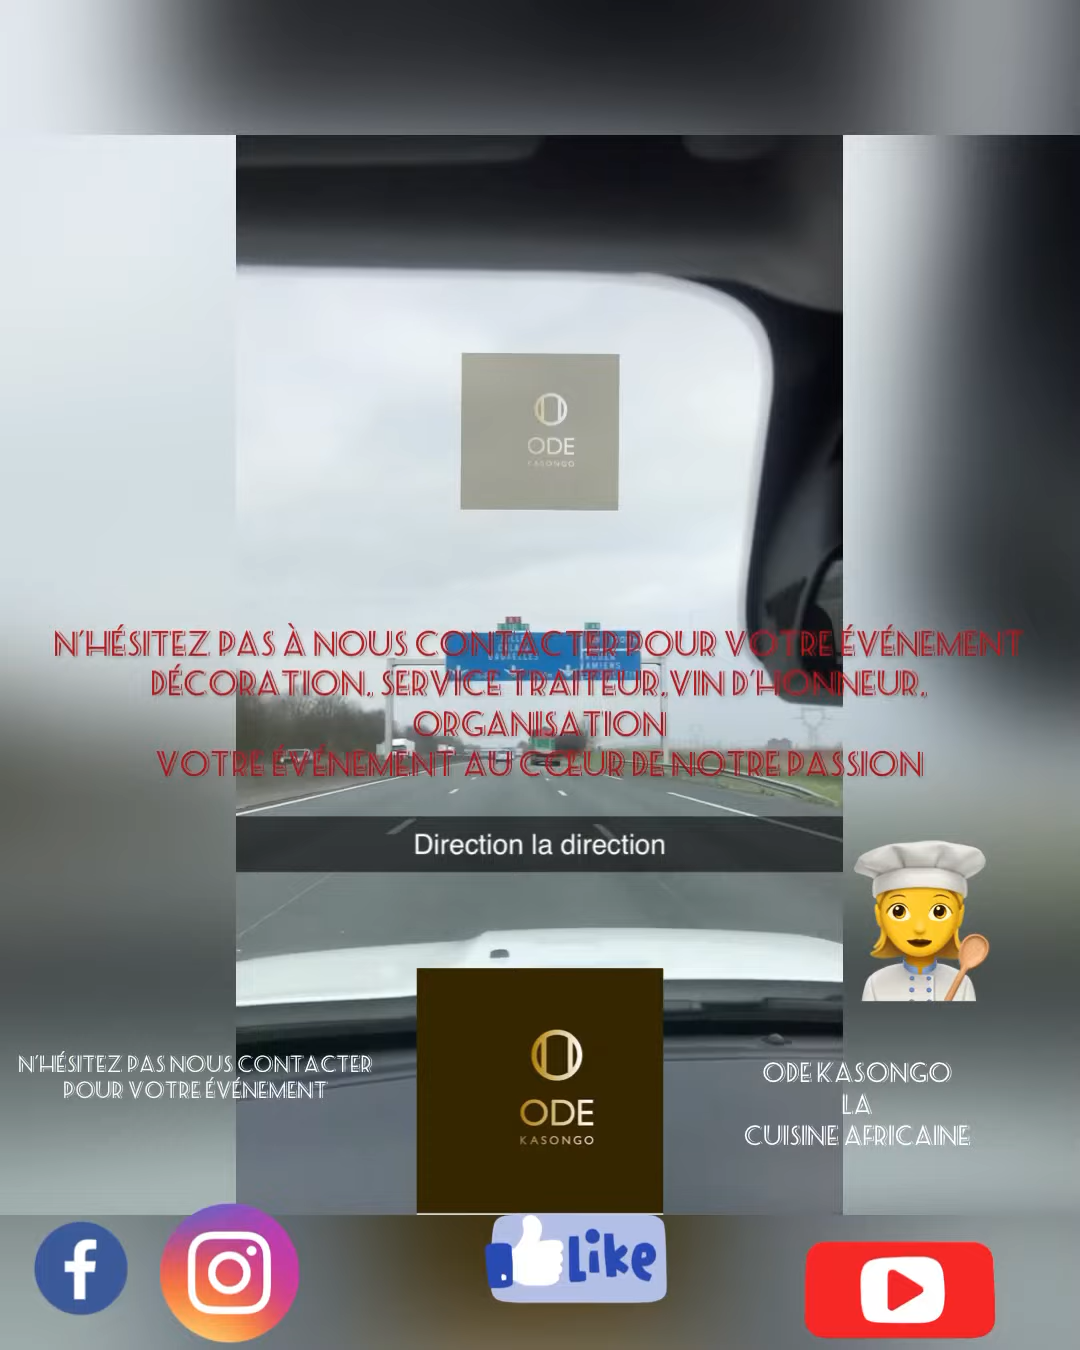 ODE
KASONGO
N'HÉSITEZ PAS À NOUS CONTACTER POUR VOTRE ÉVÉNEMENT
DÉCORATION, SERVICE TRAITEUR, VIN D'HONNEUR,
ORGANISATION
VOTRE ÉVÉNEMENT AU CŒUR DE NOTRE PASSION
BRUXELLES
AMIENS
Direction la direction
N'HÉSITEZ PAS NOUS CONTACTER
POUR VOTRE ÉVÉNEMENT
ODE
KASONGO
ODE KASONGO
LA
CUISINE AFRICAINE
Like